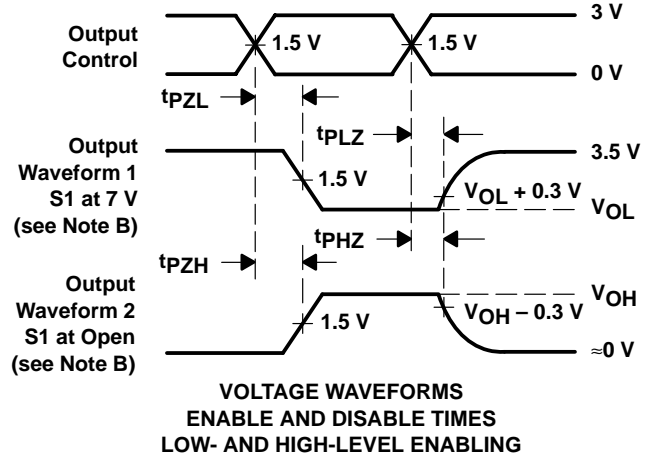 3 V
Output
Control
1.5 V
1.5 V
0 V
tPZL
tPLZ
Output
Waveform 1
S1 at 7 V
(see Note B)
3.5 V
1.5 V
VOL + 0.3 V
VOL
tPZH
tPHZ
Output
Waveform 2
S1 at Open
(see Note B)
VOH
1.5 V
VOH – 0.3 V
≈0 V
VOLTAGE WAVEFORMS
ENABLE AND DISABLE TIMES
LOW- AND HIGH-LEVEL ENABLING